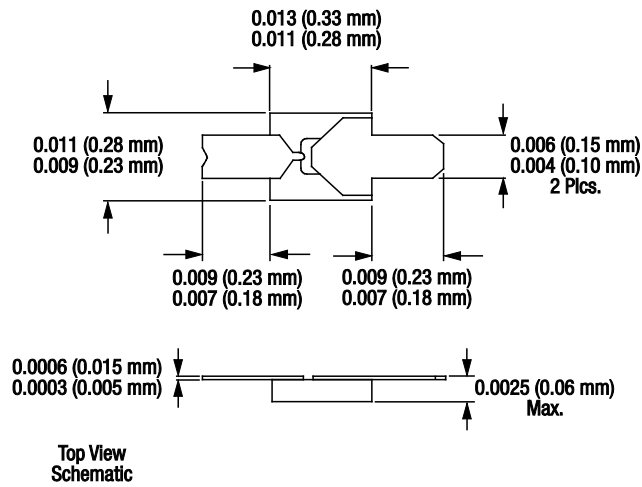 0.013 (0.33 mm)
0.011 (0.28 mm)
0.011 (0.28 mm)
0.009 (0.23 mm)
0.006 (0.15 mm)
0.004 (0.10 mm)
2 Plcs.
0.009 (0.23 mm)
0.007 (0.18 mm)
0.009 (0.23 mm)
0.007 (0.18 mm)
0.0006 (0.015 mm)
0.0003 (0.005 mm)
0.0025 (0.06 mm)
Max.
Top View
Schematic